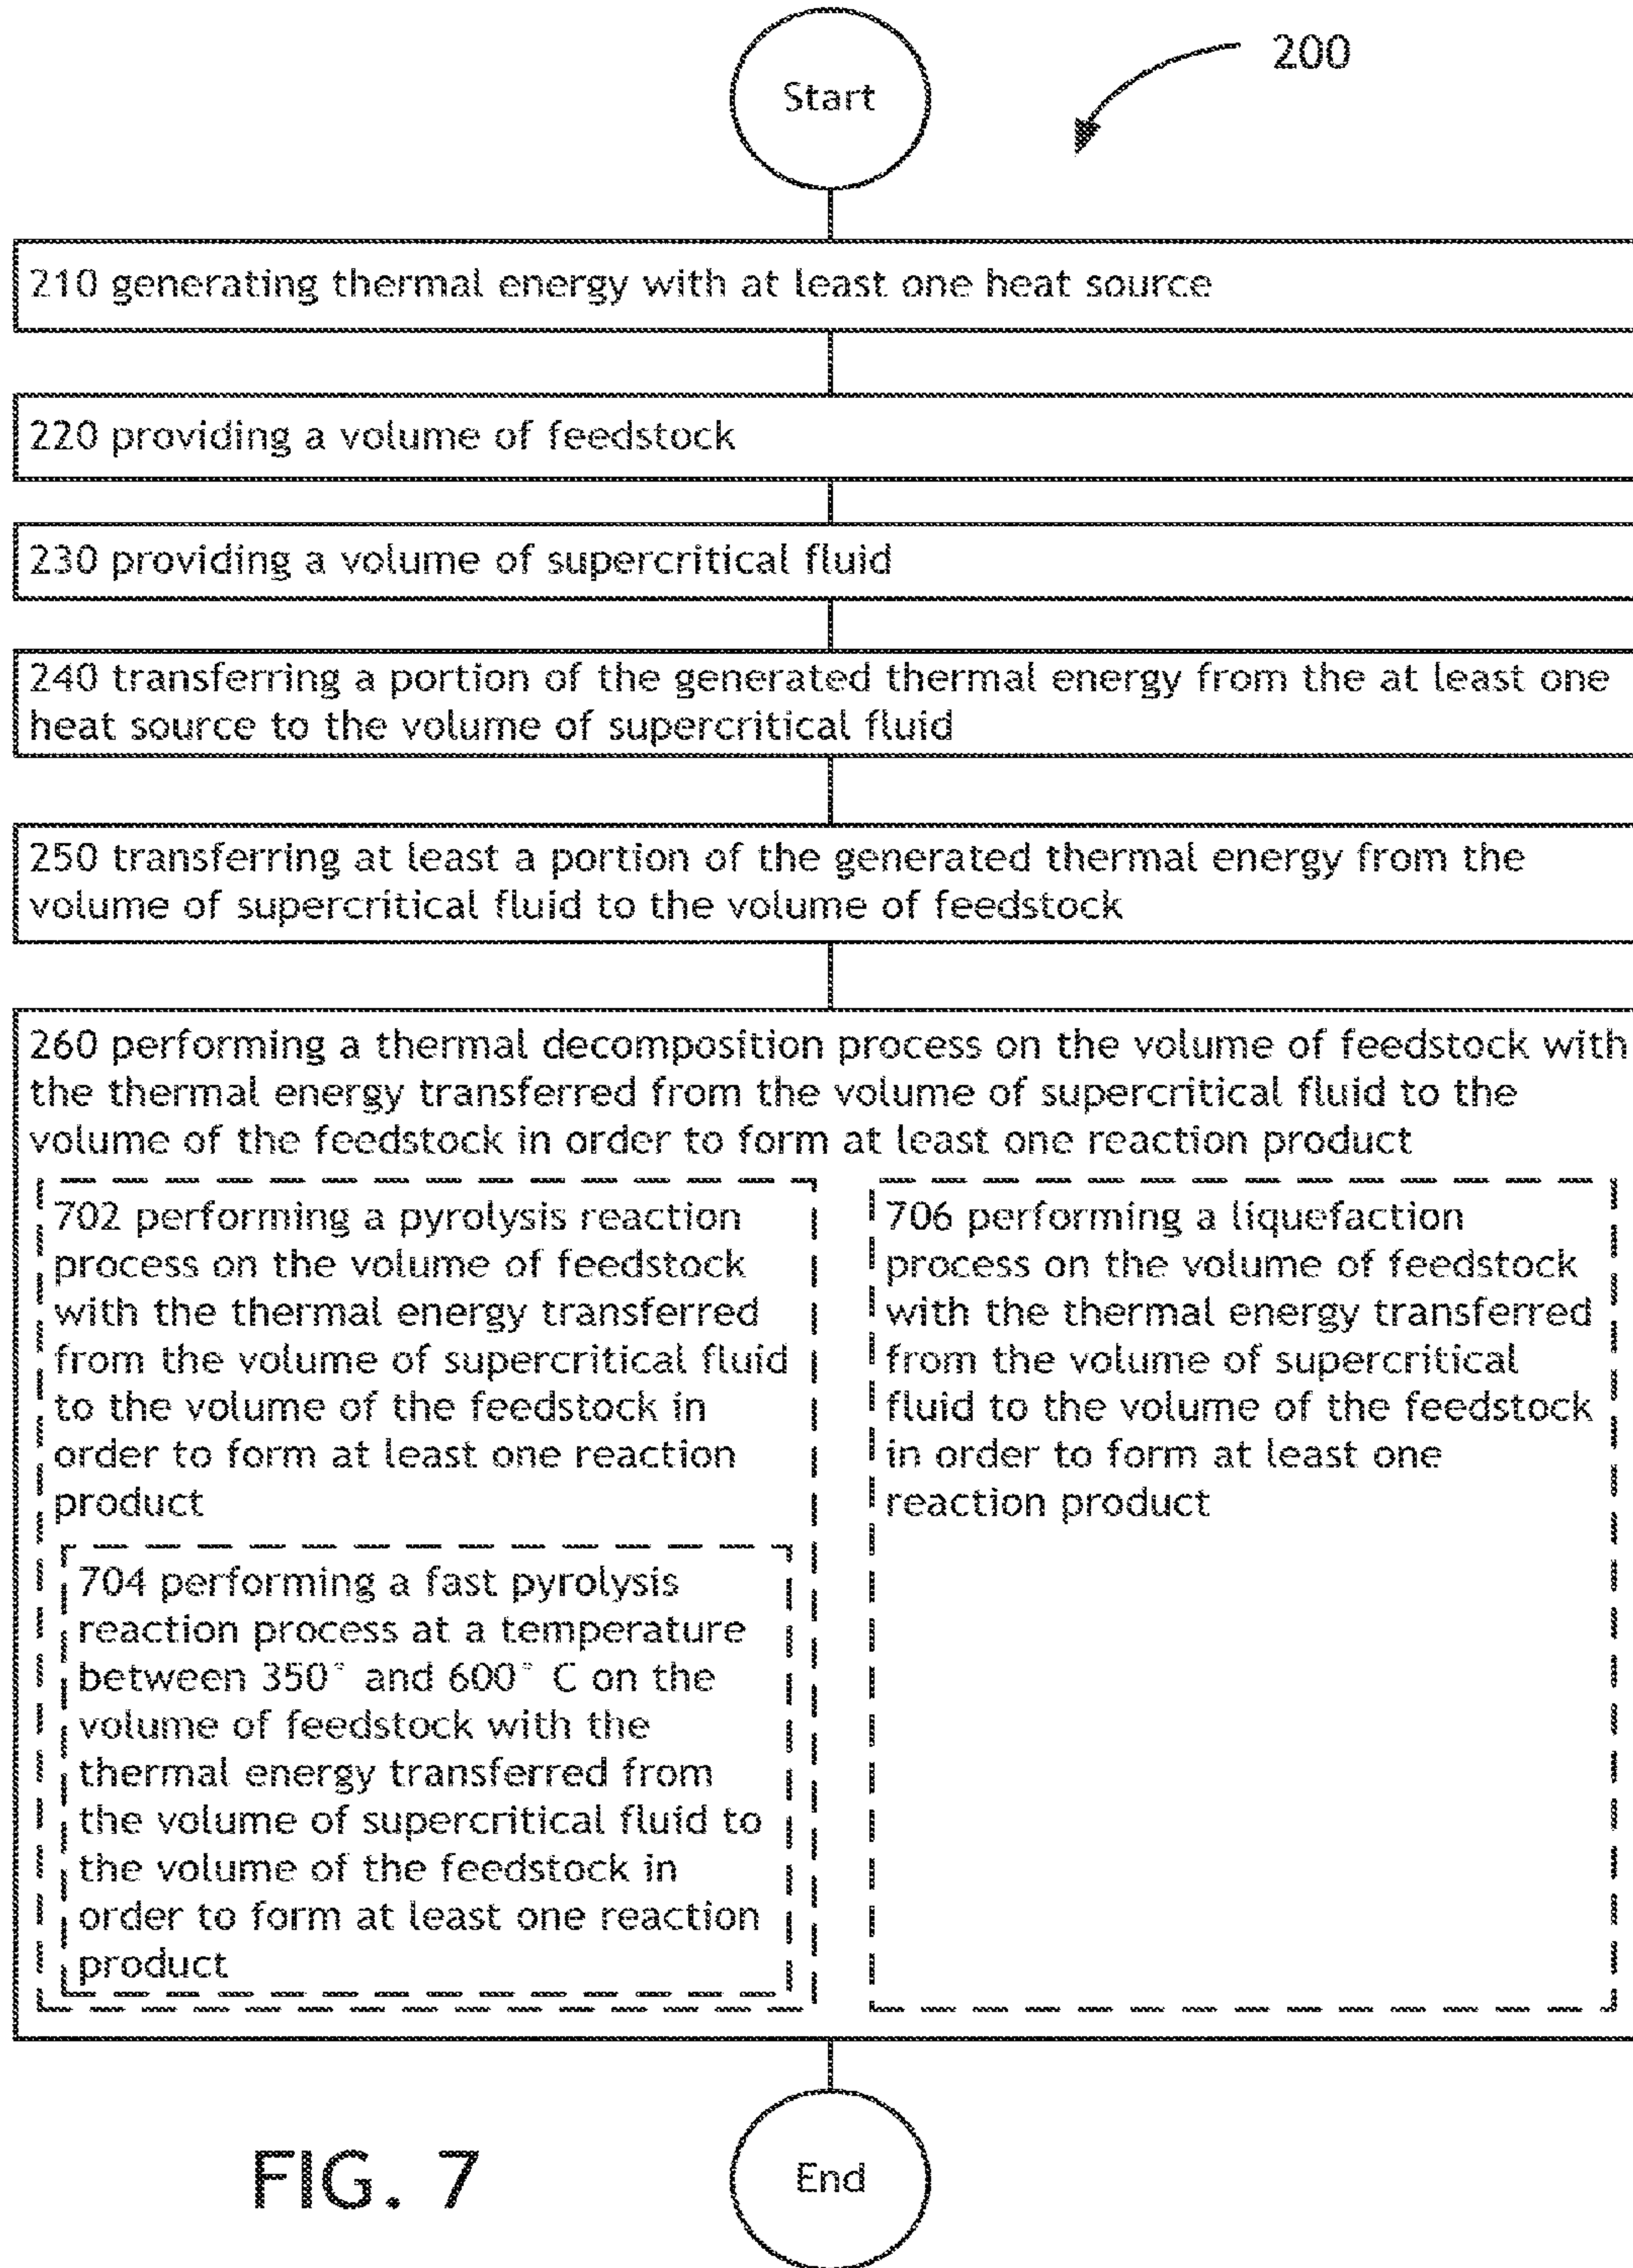 Start
200
210 generating thermal energy with at least one heat source
220 providing a volume of feedstock
230 providing a volume of supercritical fluid
240 transferring a portion of the generated thermal energy from the at least one
heat source to the volume of supercritical fluid
250 transferring at least a portion of the generated thermal energy from the
volume of supercritical fluid to the volume of feedstock
260 performing a thermal decomposition process on the volume of feedstock with
the thermal energy transferred from the volume of supercritical fluid to the
volume of the feedstock in order to form at least one reaction product
702 performing a pyrolysis reaction
process on the volume of feedstock
with the thermal energy transferred
from the volume of supercritical fluid
to the volume of the feedstock in
order to form at least one reaction
product
704 performing a fast pyrolysis
reaction process at a temperature
between 350° and 600° C on the
volume of feedstock with the
thermal energy transferred from
the volume of supercritical fluid to
the volume of the feedstock in
order to form at least one reaction
product
706 performing a liquefaction
process on the volume of feedstock
with the thermal energy transferred
from the volume of supercritical
fluid to the volume of the feedstock
in order to form at least one
reaction product
End
FIG. 7